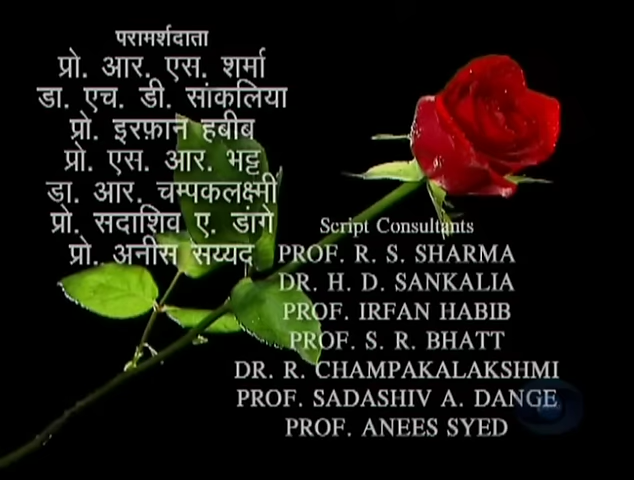 परामर्शदाता
प्रो. आर. एस. शर्मा
डा. एच. डी. सांकलिया
प्रो. इरफ़ान हबीब
प्रो. एस. आर. भट्ट
डा. आर. चम्पकलक्ष्मी
प्रो. सदाशिव ए. डांगे
प्रो. अनीस सय्यद
Script Consultants
PROF. R. S. SHARMA
DR. H. D. SANKALIA
PROF. IRFAN HABIB
PROF. S. R. BHATT
DR. R. CHAMPAKALAKSHMI
PROF. SADASHIV A. DANGE
PROF. ANEES SYED